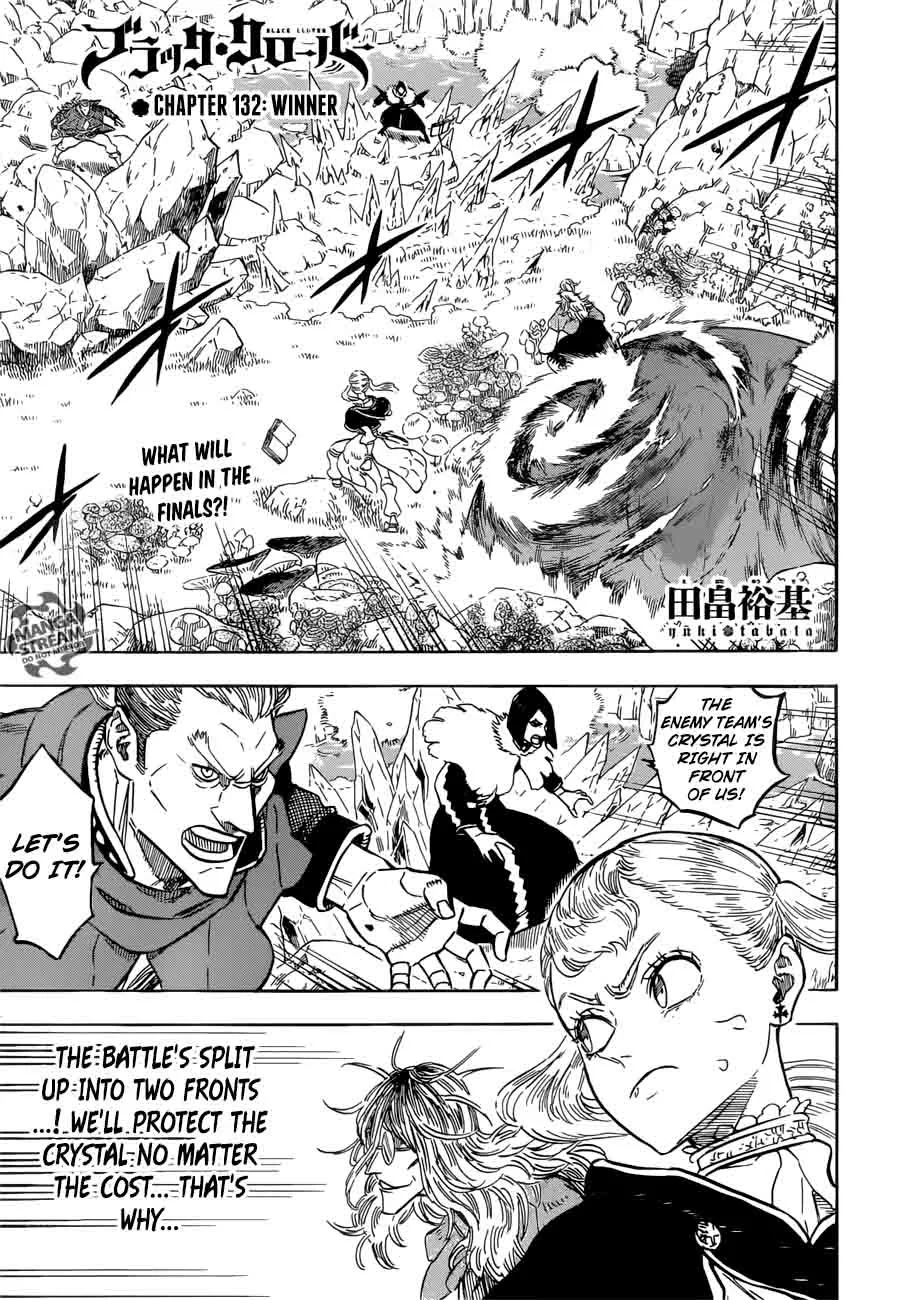 ブラック・クローバー
BLACK CLOVER
CHAPTER 132: WINNER
WHAT WILL
HAPPEN IN THE
FINALS?!
田畠裕基
yūki tabata
MANGA
STREAM
THE
ENEMY TEAM'S
CRYSTAL IS
RIGHT IN
FRONT
OF US!
LET'S
DO IT!
THE BATTLE'S SPLIT
UP INTO TWO FRONTS
...! WE'LL PROTECT THE
CRYSTAL NO MATTER
THE COST... THAT'S
WHY...